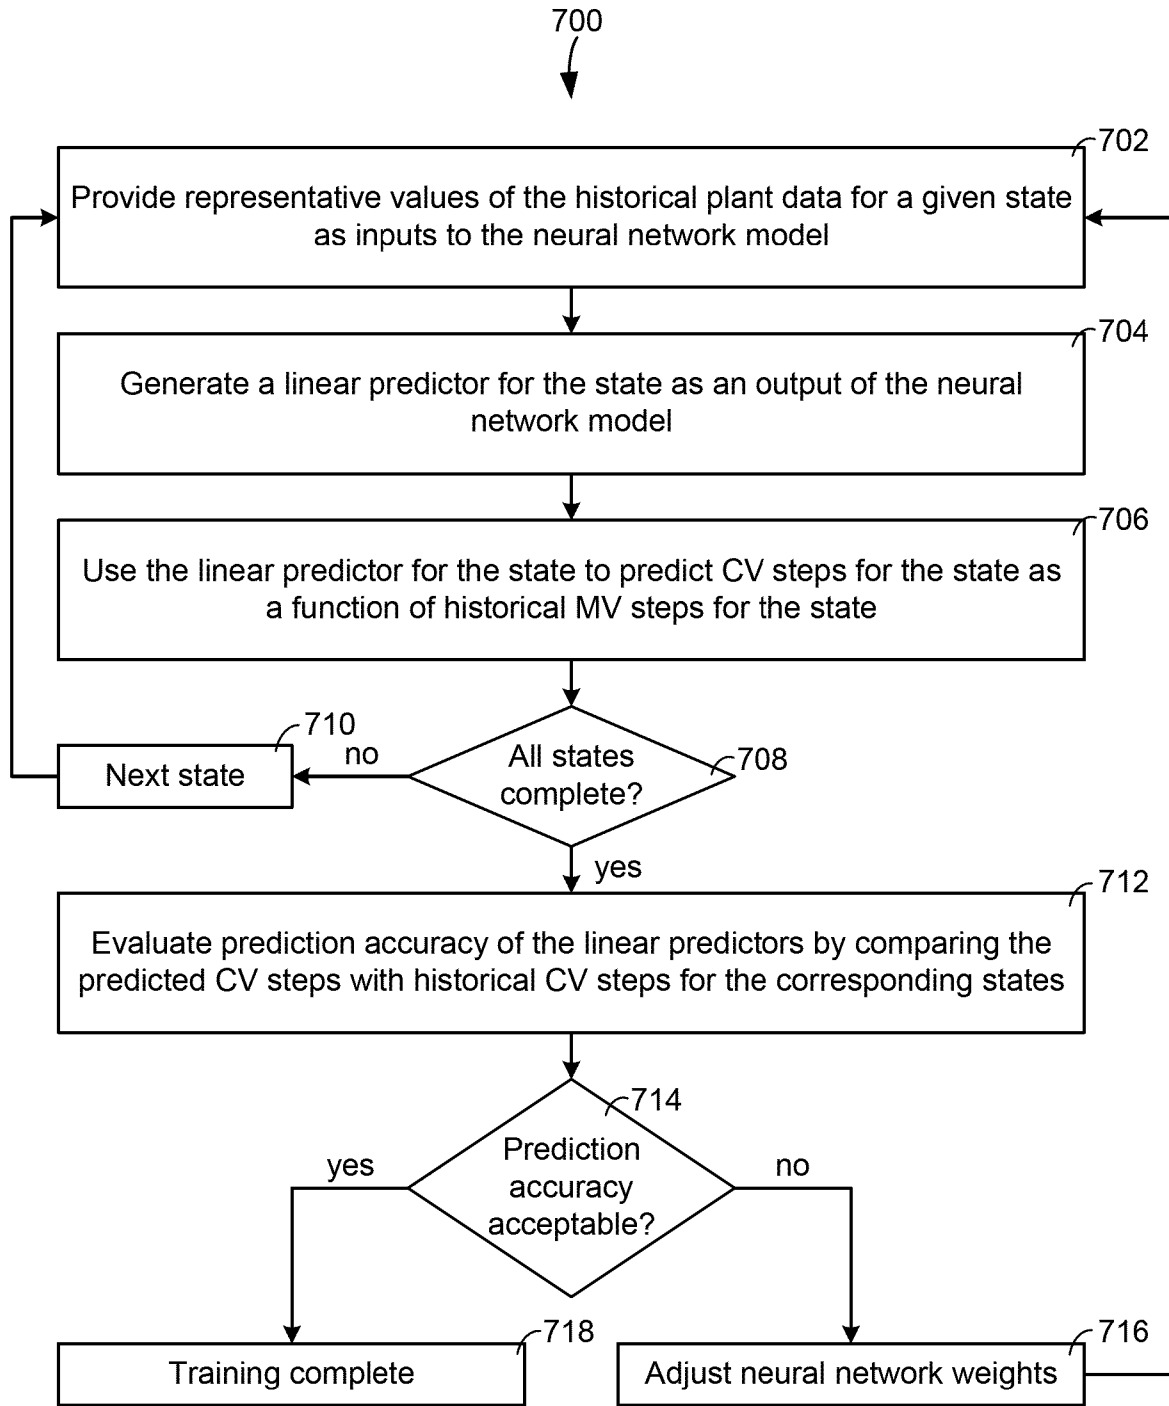 700
702
Provide representative values of the historical plant data for a given state
as inputs to the neural network model
704
Generate a linear predictor for the state as an output of the neural
network model
706
Use the linear predictor for the state to predict CV steps for the state as
a function of historical MV steps for the state
710
Next state
no
All states
complete?
708
yes
712
Evaluate prediction accuracy of the linear predictors by comparing the
predicted CV steps with historical CV steps for the corresponding states
714
yes
Prediction
accuracy
acceptable?
no
718
Training complete
716
Adjust neural network weights